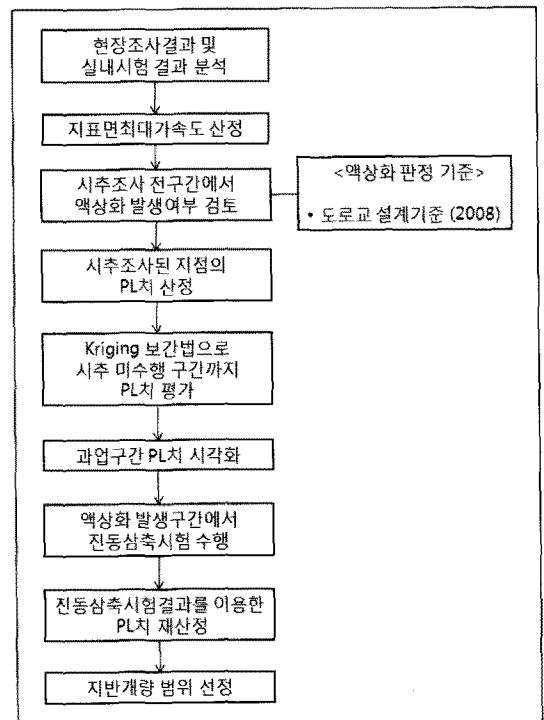 현장조사결과 및
실내시험 결과 분석
지표면최대가속도 산정
시추조사 전구간에서
액상화 발생여부 검토
<액상화 판정 기준>
• 도로교 설계기준 (2008)
시추조사된 지점의
PL치 산정
Kriging 보간법으로
시추 미수행 구간까지
PL치 평가
과업구간 PL치 시각화
액상화 발생구간에서
진동삼축시험 수행
진동삼축시험결과를 이용한
PL치 재산정
지반개량 범위 선정